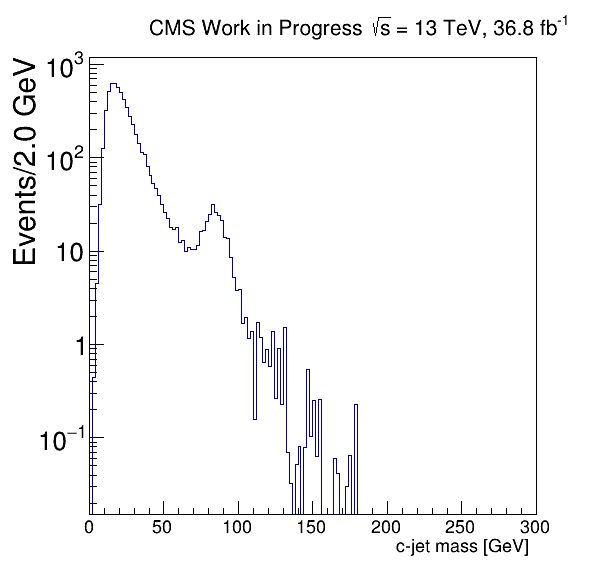 CMS Work in Progress √s = 13 TeV, 36.8 fb⁻¹
Events/2.0 GeV
10³
10²
10
1
10⁻¹
0 50 100 150 200 250 300
c-jet mass [GeV]